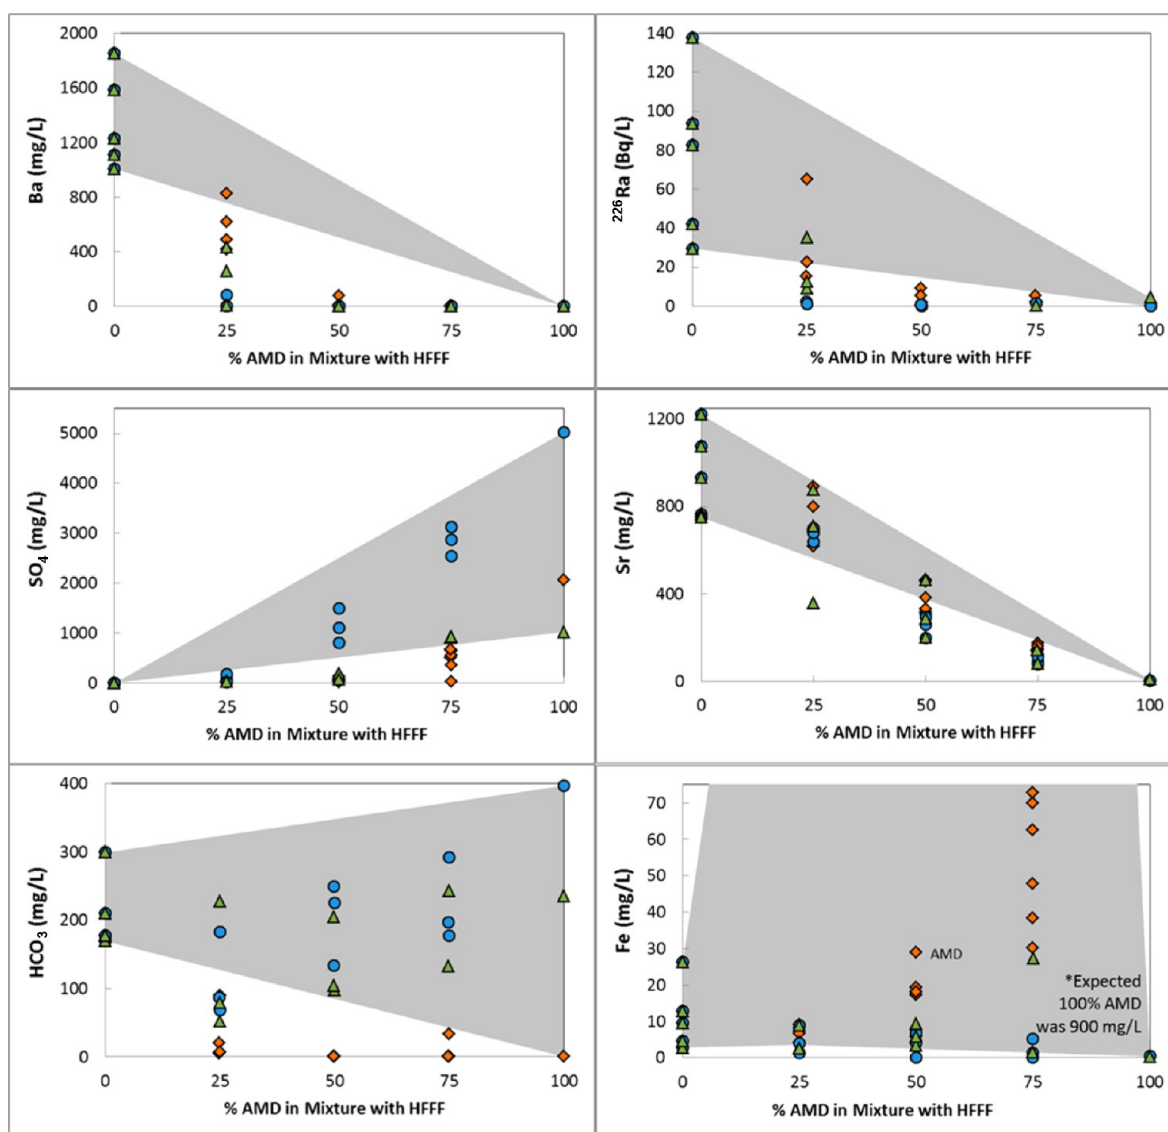 2000
1600
1200
800
400
0
Ba (mg/L)
0 25 50 75 100
% AMD in Mixture with HFFF
140
120
100
80
60
40
20
0
226Ra (Bq/L)
0 25 50 75 100
% AMD in Mixture with HFFF
5000
4000
3000
2000
1000
0
SO4 (mg/L)
0 25 50 75 100
% AMD in Mixture with HFFF
1200
800
400
0
Sr (mg/L)
0 25 50 75 100
% AMD in Mixture with HFFF
400
300
200
100
0
HCO3 (mg/L)
0 25 50 75 100
% AMD in Mixture with HFFF
70
60
50
40
30
20
10
0
Fe (mg/L)
AMD
*Expected
100% AMD
was 900 mg/L
0 25 50 75 100
% AMD in Mixture with HFFF